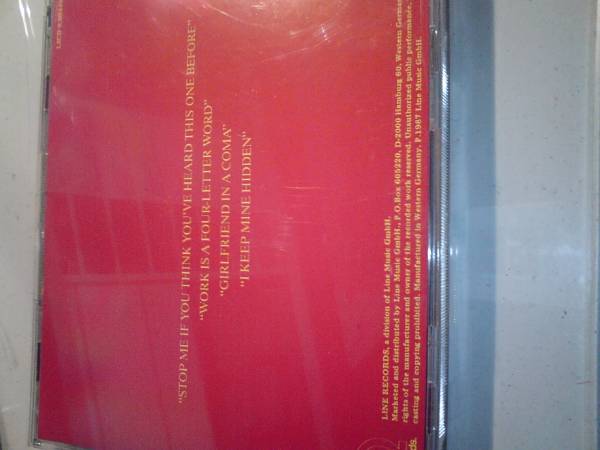 "STOP ME IF YOU THINK YOU'VE HEARD THIS ONE BEFORE"
"WORK IS A FOUR-LETTER WORD"
"GIRLFRIEND IN A COMA"
"I KEEP MINE HIDDEN"
LINE RECORDS, a division of Line Music GmbH.
Marketed and distributed by Line Music GmbH., P.O.Box 605220, D-2000 Hamburg 60, Western Germany
rights of the manufacturer and owner of the recorded work reserved. Unauthorized public performance,
casting and copying prohibited. Manufactured in Western Germany, P.1987 Line Music GmbH.